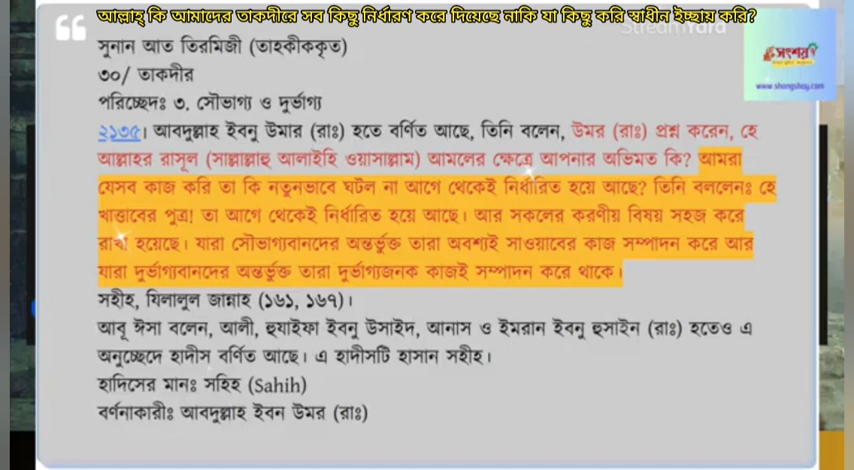 আল্লাহ্ কি আমাদের তাকদীরে সব কিছু নির্ধারণ করে দিয়েছে নাকি যা কিছু করি স্বাধীন ইচ্ছায় করি?
StreamYard
সংশয়
www.shongshoy.com
সুনান আত তিরমিজী (তাহকীককৃত)
৩০/ তাকদীর
পরিচ্ছেদঃ ৩. সৌভাগ্য ও দুর্ভাগ্য
২১৩৫। আবদুল্লাহ ইবনু উমার (রাঃ) হতে বর্ণিত আছে, তিনি বলেন, উমর (রাঃ) প্রশ্ন করেন, হে
আল্লাহর রাসূল (সাল্লাল্লাহু আলাইহি ওয়াসাল্লাম) আমলের ক্ষেত্রে আপনার অভিমত কি? আমরা
যেসব কাজ করি তা কি নতুনভাবে ঘটল না আগে থেকেই নির্ধারিত হয়ে আছে? তিনি বললেনঃ হে
খাত্তাবের পুত্র! তা আগে থেকেই নির্ধারিত হয়ে আছে। আর সকলের করণীয় বিষয় সহজ করে
রাখা হয়েছে। যারা সৌভাগ্যবানদের অন্তর্ভুক্ত তারা অবশ্যই সাওয়াবের কাজ সম্পাদন করে আর
যারা দুর্ভাগ্যবানদের অন্তর্ভুক্ত তারা দুর্ভাগ্যজনক কাজই সম্পাদন করে থাকে।
সহীহ, যিলালুল জান্নাহ (১৬১, ১৬৭)।
আবূ ঈসা বলেন, আলী, হুযাইফা ইবনু উসাইদ, আনাস ও ইমরান ইবনু হুসাইন (রাঃ) হতেও এ
অনুচ্ছেদে হাদীস বর্ণিত আছে। এ হাদীসটি হাসান সহীহ।
হাদিসের মানঃ সহিহ (Sahih)
বর্ণনাকারীঃ আবদুল্লাহ ইবন উমর (রাঃ)